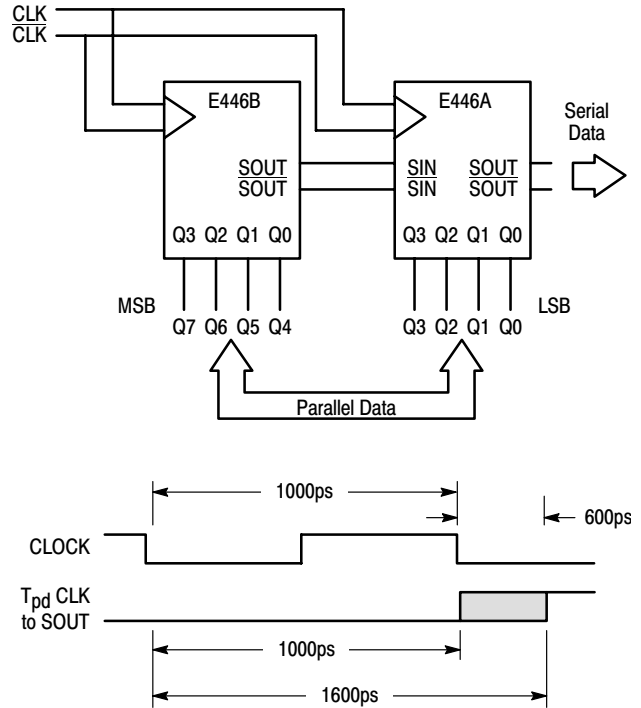 CLK
CLK
E446B
E446A
Serial
Data
SOUT
SOUT
SIN
SIN
SOUT
SOUT
Q3 Q2 Q1 Q0
Q3 Q2 Q1 Q0
MSB
LSB
Q7 Q6 Q5 Q4
Q3 Q2 Q1 Q0
Parallel Data
1000ps
600ps
CLOCK
Tpd CLK
to SOUT
1000ps
1600ps